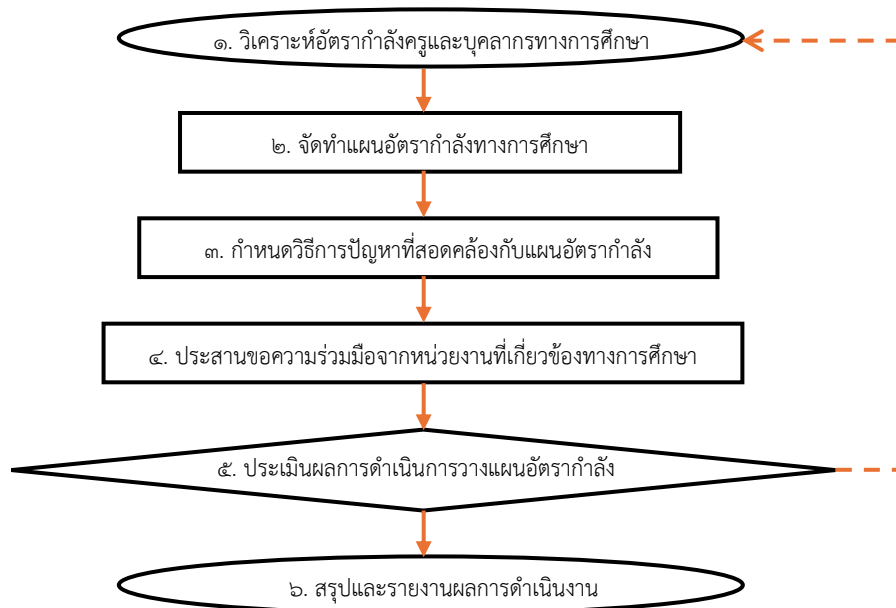 ๑. วิเคราะห์อัตรากำลังครูและบุคลากรทางการศึกษา
๒. จัดทำแผนอัตรากำลังทางการศึกษา
๓. กำหนดวิธีการปัญหาที่สอดคล้องกับแผนอัตรากำลัง
๔. ประสานขอความร่วมมือจากหน่วยงานที่เกี่ยวข้องทางการศึกษา
๕. ประเมินผลการดำเนินการวางแผนอัตรากำลัง
๖. สรุปและรายงานผลการดำเนินงาน